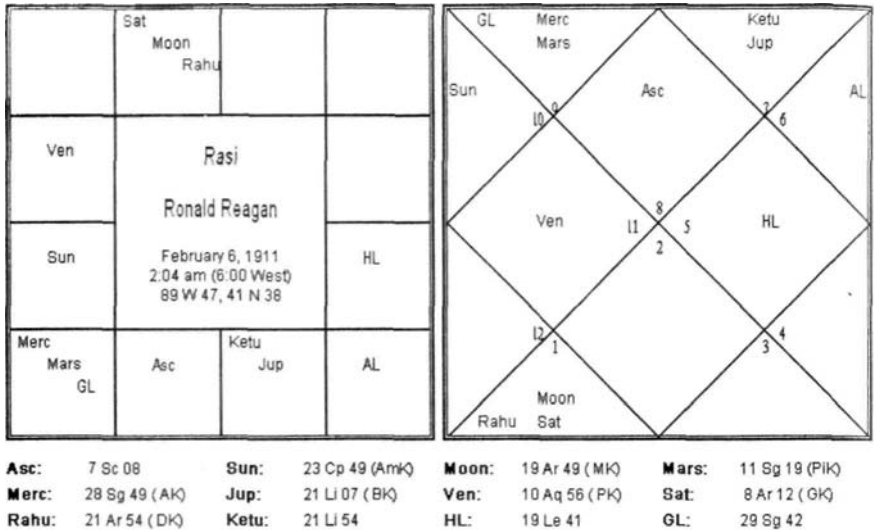 Sat
Moon
Rahu
Ven
Rasi
Ronald Reagan
Sun
February 6, 1911
2:04 am (6:00 West)
89 W 47, 41 N 38
HL
Merc
Mars
GL
Asc
Ketu
Jup
AL
GL Merc Ketu
Mars Jup
Sun Asc AL
9 7
10 6
8
Ven 11 5 HL
2
12 4
1 3
Moon
Rahu Sat
Asc: 7 Sc 08 Sun: 23 Cp 49 (AmK) Moon: 19 Ar 49 (MK) Mars: 11 Sg 19 (PiK)
Merc: 28 Sg 49 (AK) Jup: 21 Li 07 (BK) Ven: 10 Aq 56 (PK) Sat: 8 Ar 12 (GK)
Rahu: 21 Ar 54 (DK) Ketu: 21 Li 54 HL: 19 Le 41 GL: 29 Sg 42